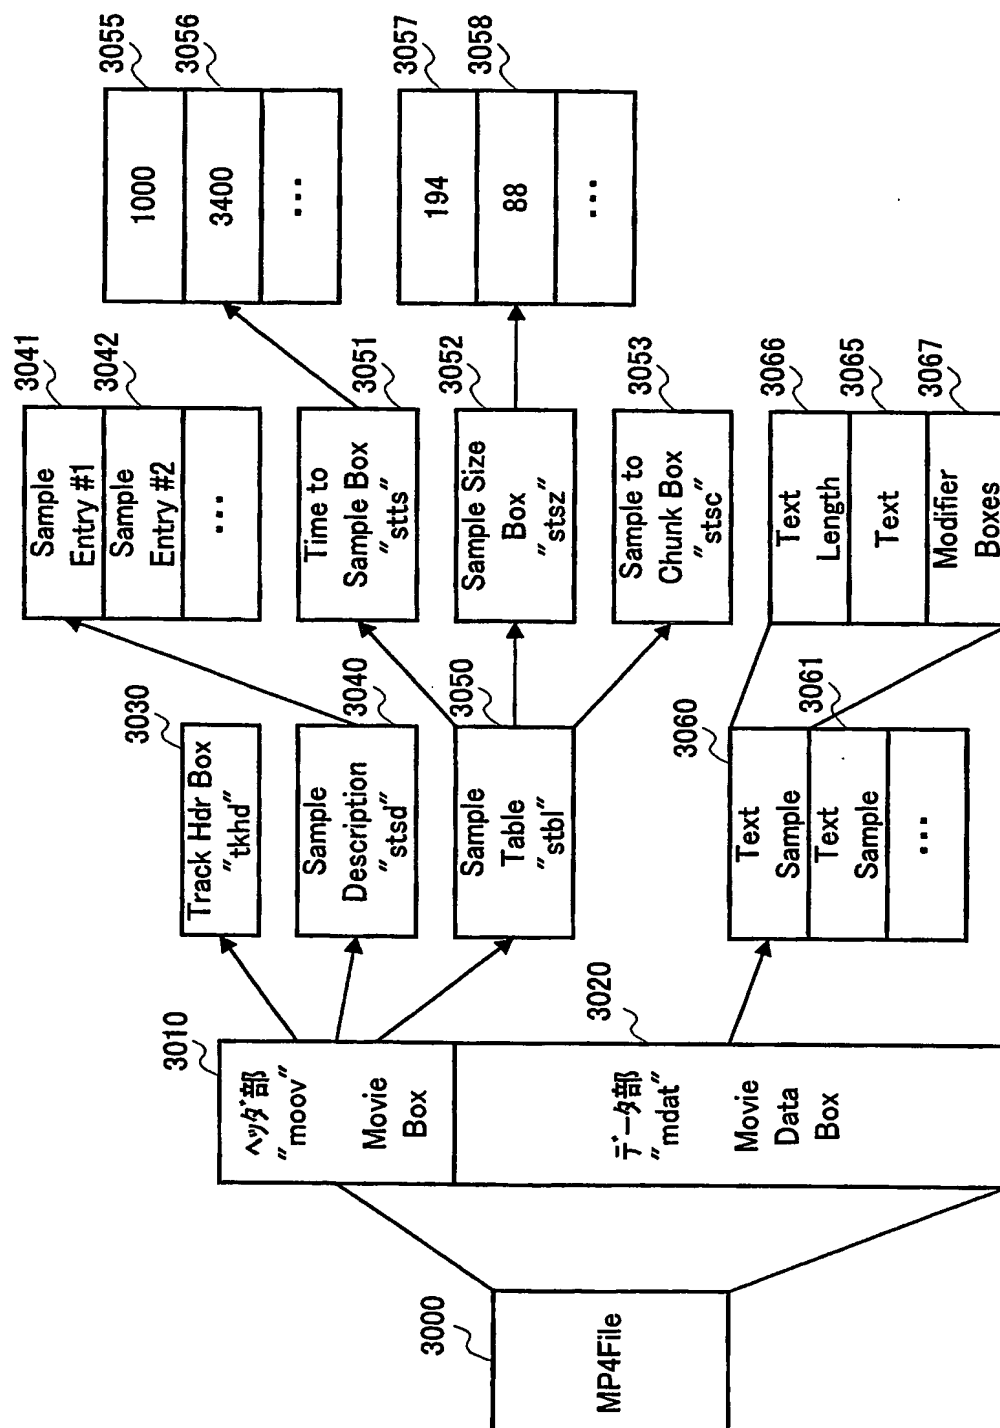 3000
MP4File
3010
ヘッダ部
"moov"
Movie
Box
3020
データ部
"mdat"
Movie
Data
Box
3030
Track Hdr Box
"tkhd"
3040
Sample
Description
"stsd"
3050
Sample
Table
"stbl"
3060
Text
Sample
3061
Text
Sample
...
3041
Sample
Entry #1
3042
Sample
Entry #2
...
3051
Time to
Sample Box
"stts"
3052
Sample Size
Box
"stsz"
3053
Sample to
Chunk Box
"stsc"
3066
Text
Length
3065
Text
3067
Modifier
Boxes
3055
1000
3056
3400
...
3057
194
3058
88
...